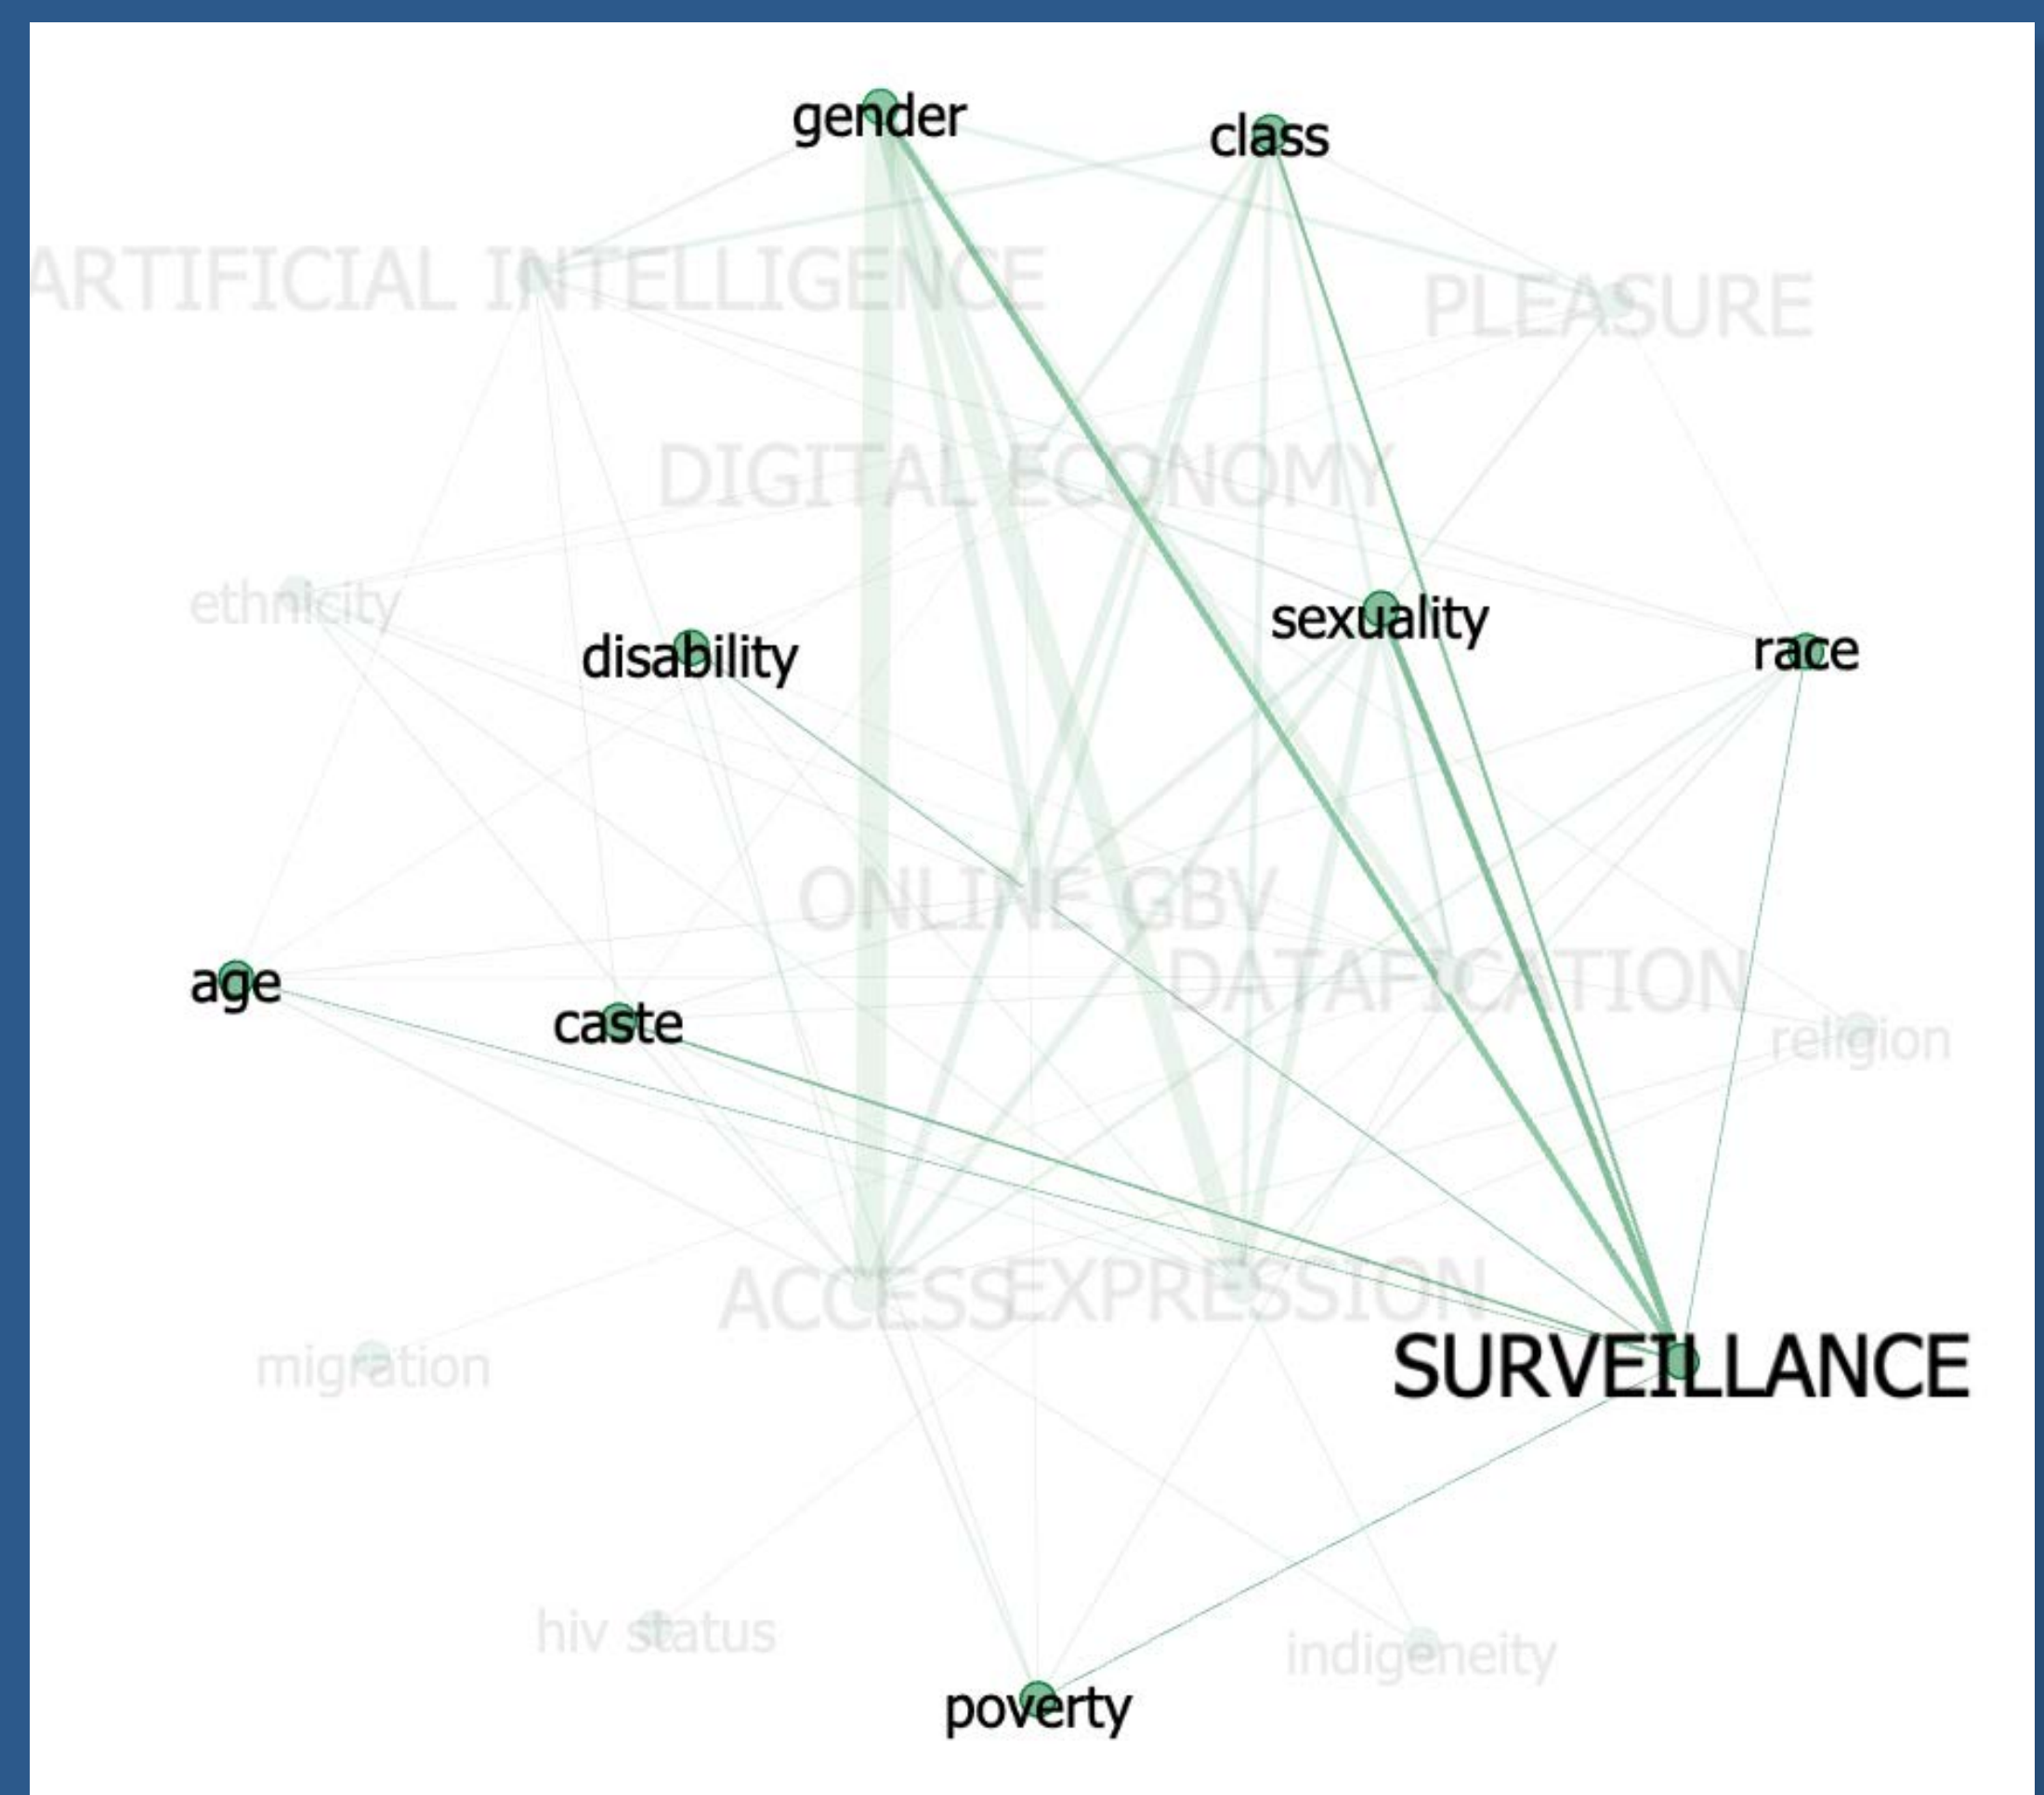 gender
class
ARTIFICIAL INTELLIGENCE
PLEASURE
DIGITAL ECONOMY
ethnicity
disability
sexuality
race
ONLINE GBV
DATAFICATION
age
caste
religion
ACCESS
EXPRESSION
migration
SURVEILLANCE
hiv status
indigeneity
poverty